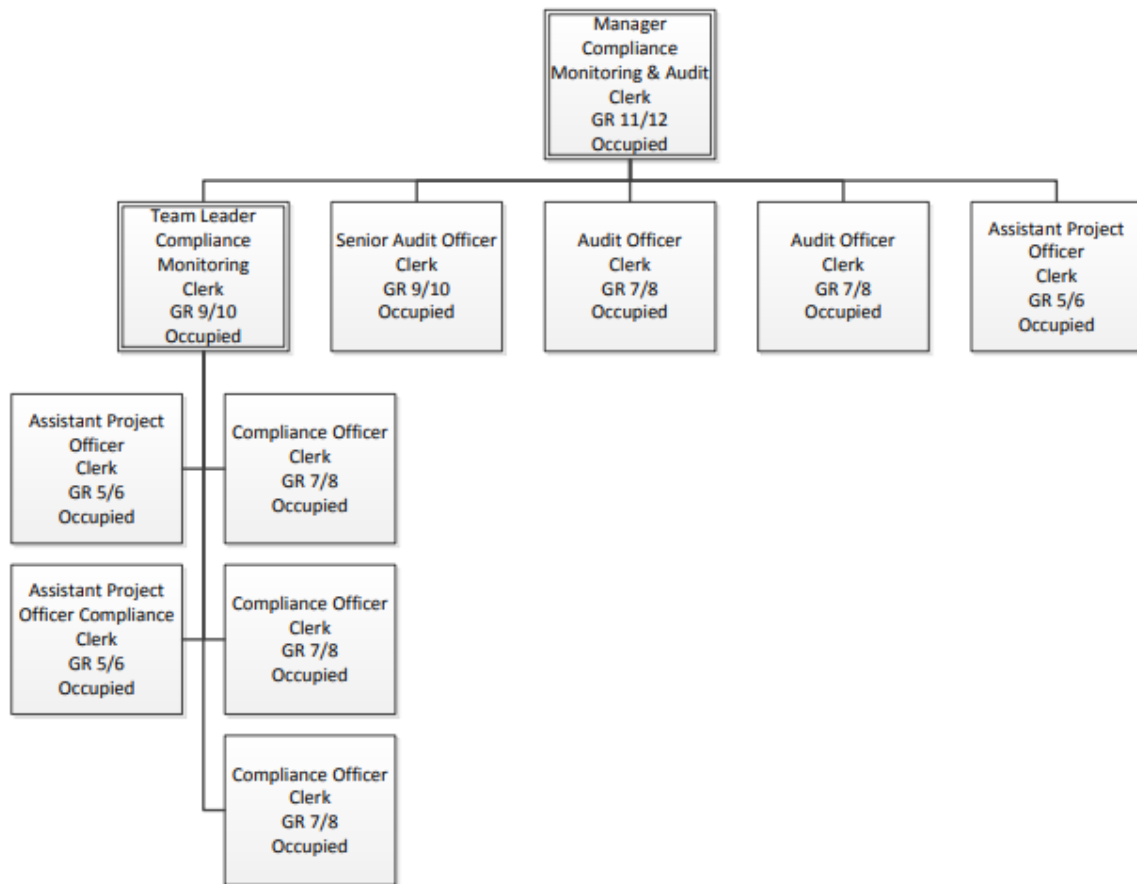 Manager
Compliance
Monitoring & Audit
Clerk
GR 11/12
Occupied
Team Leader
Compliance
Monitoring
Clerk
GR 9/10
Occupied
Senior Audit Officer
Clerk
GR 9/10
Occupied
Audit Officer
Clerk
GR 7/8
Occupied
Audit Officer
Clerk
GR 7/8
Occupied
Assistant Project
Officer
Clerk
GR 5/6
Occupied
Assistant Project
Officer
Clerk
GR 5/6
Occupied
Compliance Officer
Clerk
GR 7/8
Occupied
Assistant Project
Officer Compliance
Clerk
GR 5/6
Occupied
Compliance Officer
Clerk
GR 7/8
Occupied
Compliance Officer
Clerk
GR 7/8
Occupied